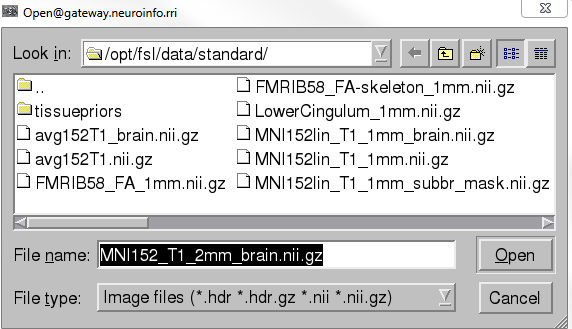 Open@gateway.neuroinfo.rri
Look in: /opt/fsl/data/standard/
..
tissuepriors
avg152T1_brain.nii.gz
avg152T1.nii.gz
FMRIB58_FA_1mm.nii.gz
FMRIB58_FA-skeleton_1mm.nii.gz
LowerCingulum_1mm.nii.gz
MNI152lin_T1_1mm_brain.nii.gz
MNI152lin_T1_1mm.nii.gz
MNI152lin_T1_1mm_subbr_mask.nii.gz
File name: MNI152_T1_2mm_brain.nii.gz Open
File type: Image files (*.hdr *.hdr.gz *.nii *.nii.gz) Cancel